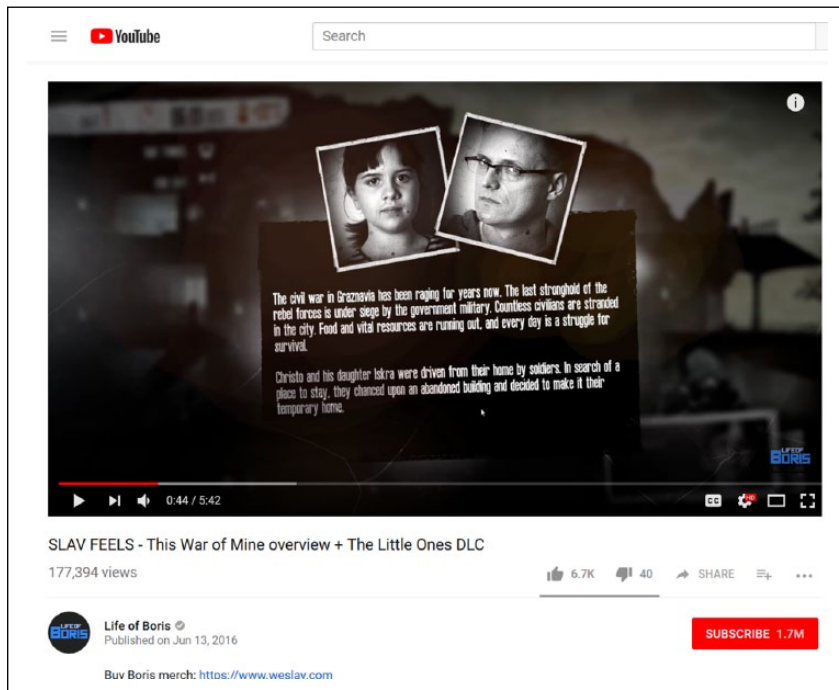 YouTube
Search
i
The civil war in Graznavia has been raging for years now. The last stronghold of the
rebel forces is under siege by the government military. Countless civilians are stranded
in the city. Food and vital resources are running out, and every day is a struggle for
survival.
Christo and his daughter Iskra were driven from their home by soldiers. In search of a
place to stay, they chanced upon an abandoned building and decided to make it their
temporary home.
LIFE OF
BORIS
0:44 / 5:42
CC
HD
SLAV FEELS - This War of Mine overview + The Little Ones DLC
177,394 views
6.7K
40
SHARE
LIFE OF
BORIS
Life of Boris
Published on Jun 13, 2016
SUBSCRIBE 1.7M
Buy Boris merch: https://www.weslav.com